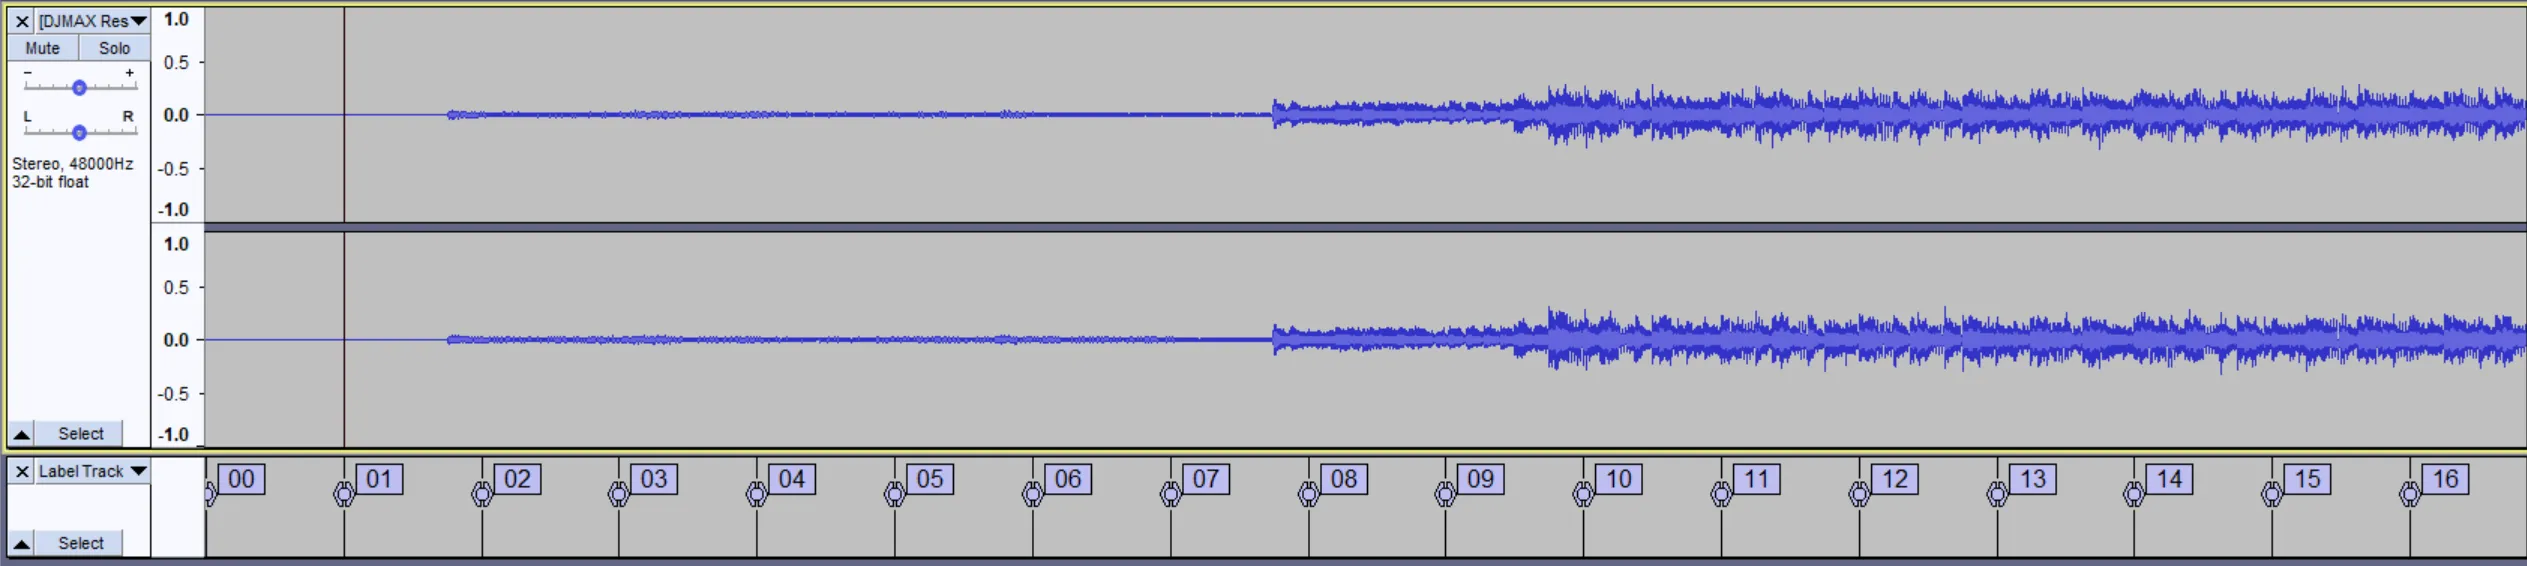 [DJMAX Res
Mute Solo
- +
L R
Stereo, 48000Hz
32-bit float
Select
1.0
0.5
0.0
-0.5
-1.0
1.0
0.5
0.0
-0.5
-1.0
Label Track
Select
00 01 02 03 04 05 06 07 08 09 10 11 12 13 14 15 16